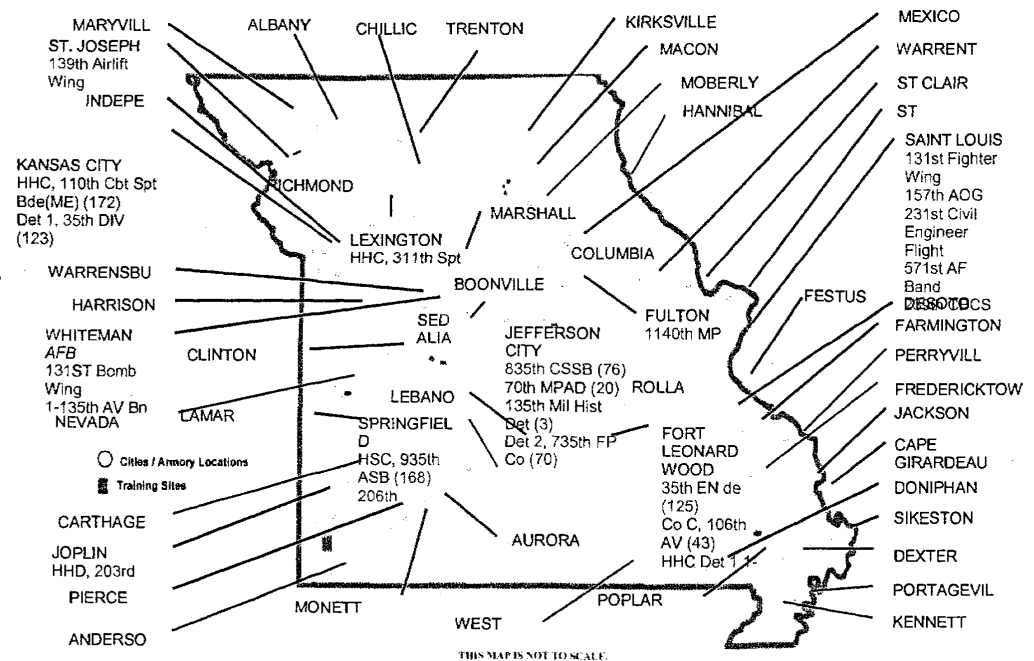 MARYVILL
ALBANY
CHILLIC
TRENTON
KIRKSVILLE
MEXICO
ST. JOSEPH
139th Airlift
Wing
MACON
WARRENT
INDEPE
MOBERLY
ST CLAIR
HANNIBAL
ST
KANSAS CITY
HHC, 110th Cbt Spt
Bde(ME) (172)
Det 1, 35th DIV
(123)
RICHMOND
SAINT LOUIS
131st Fighter
Wing
157th AOG
231st Civil
Engineer
Flight
571st AF
Band
MARSHALL
LEXINGTON
HHC, 311th Spt
COLUMBIA
WARRENSBU
BOONVILLE
HARRISON
FESTUS
DESOTO
WHITEMAN
AFB
131ST Bomb
Wing
1-135th AV Bn
NEVADA
SED
ALIA
FULTON
1140th MP
FARMINGTON
CLINTON
JEFFERSON
CITY
835th CSSB (76)
70th MPAD (20)
135th Mil Hist
Det (3)
Det 2, 735th FP
Co (70)
PERRYVILL
ROLLA
FREDERICKTOW
LEBANO
LAMAR
JACKSON
SPRINGFIEL
D
HSC, 935th
ASB (168)
206th
FORT
LEONARD
WOOD
35th EN de
(125)
Co C, 106th
AV (43)
HHC Det 1 1-
CAPE
GIRARDEAU
Cities / Armory Locations
Training Sites
DONIPHAN
CARTHAGE
SIKESTON
JOPLIN
HHD, 203rd
AURORA
DEXTER
PIERCE
PORTAGEVIL
MONETT
POPLAR
WEST
KENNETT
ANDERSO
THIS MAP IS NOT TO SCALE.